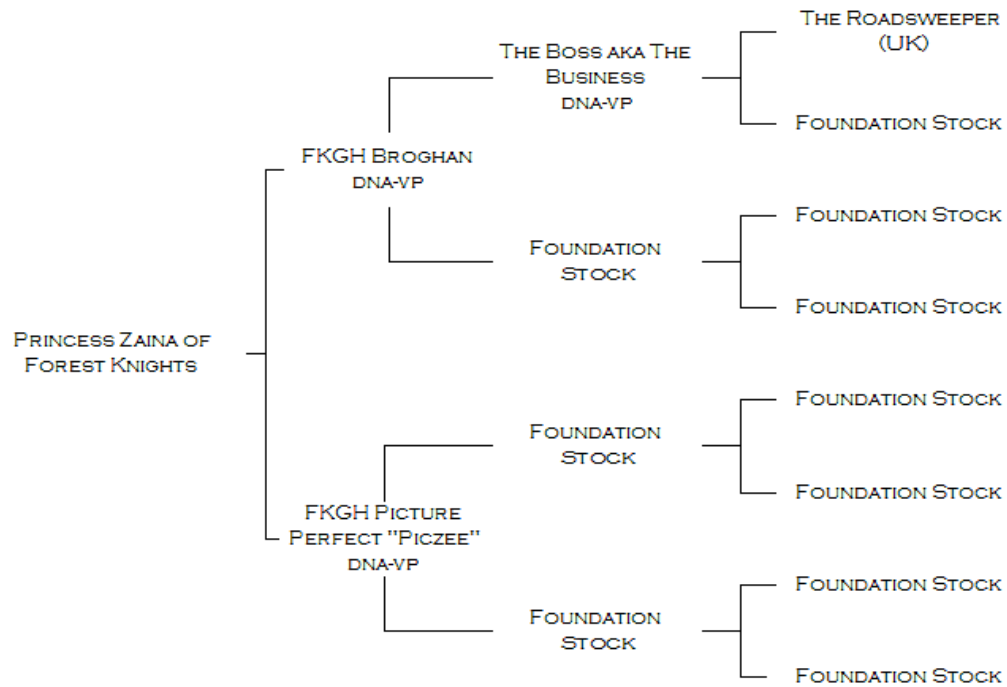 The Roadsweeper
(UK)
The Boss aka The
Business
DNA-VP
Foundation Stock
FKGH Broghan
DNA-VP
Foundation Stock
Foundation
Stock
Foundation Stock
Princess Zaina of
Forest Knights
Foundation Stock
Foundation
Stock
Foundation Stock
FKGH Picture
Perfect "Piczee"
DNA-VP
Foundation Stock
Foundation
Stock
Foundation Stock